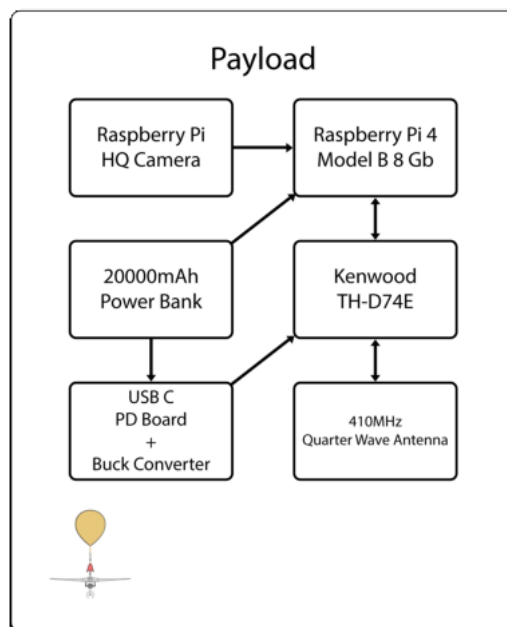 Payload
Raspberry Pi
HQ Camera
Raspberry Pi 4
Model B 8 Gb
20000mAh
Power Bank
Kenwood
TH-D74E
USB C
PD Board
+
Buck Converter
410MHz
Quarter Wave Antenna